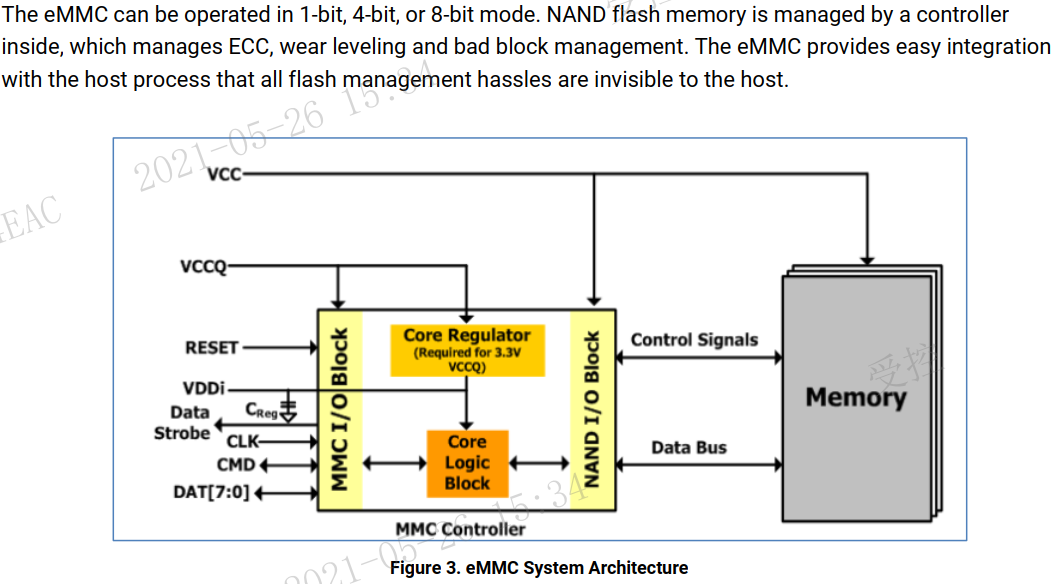 The eMMC can be operated in 1-bit, 4-bit, or 8-bit mode. NAND flash memory is managed by a controller
inside, which manages ECC, wear leveling and bad block management. The eMMC provides easy integration
with the host process that all flash management hassles are invisible to the host.
2021-05-26 15:34
EAC
VCC
VCCQ
RESET
VDDi
CReg
Data
Strobe
CLK
CMD
DAT[7:0]
MMC I/O Block
Core Regulator
(Required for 3.3V
VCCQ)
Core
Logic
Block
NAND I/O Block
Control Signals
Data Bus
Memory
受控
MMC Controller
2021-05-26 15:34
Figure 3. eMMC System Architecture